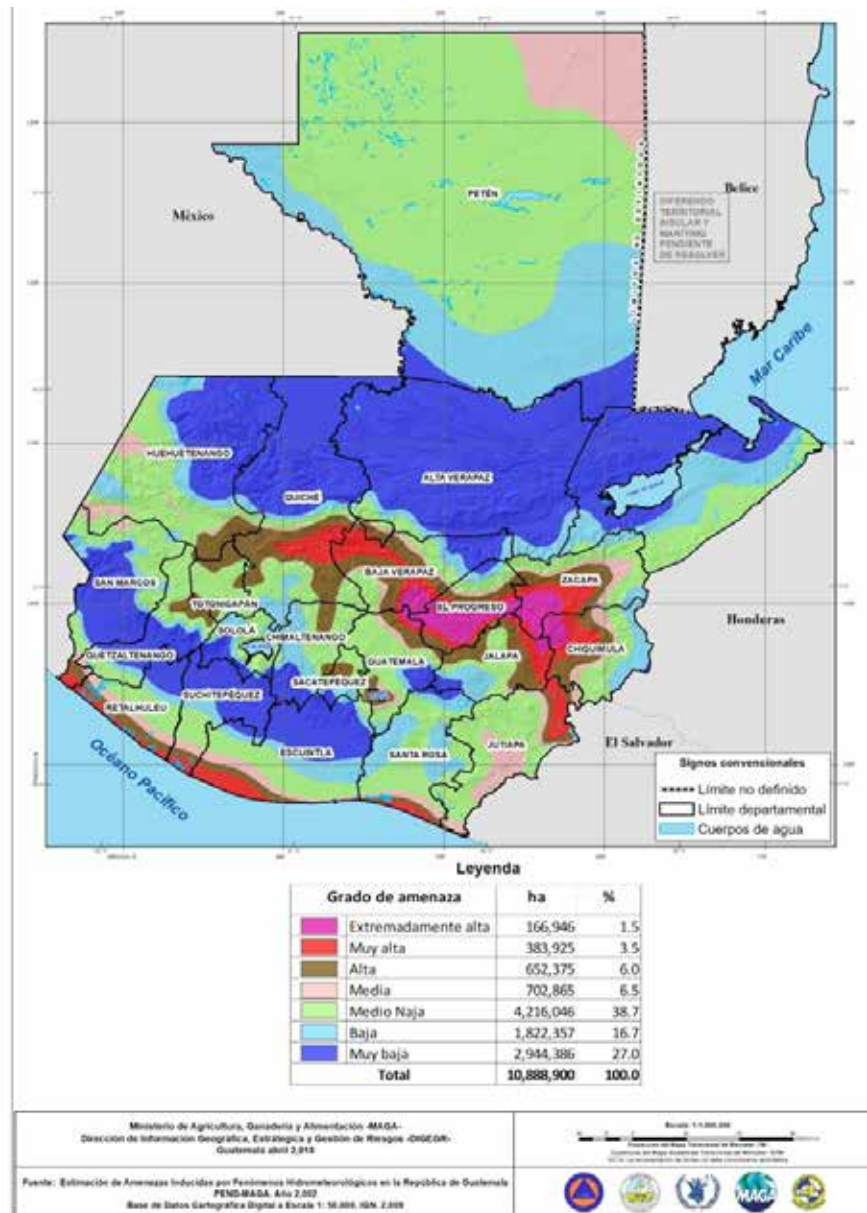 PETÉN
México
Belice
DIFERENDO
TERRITORIAL
INSULAR Y
MARÍTIMO
PENDIENTE
DE RESOLVER
Mar Caribe
HUEHUETENANGO
QUICHÉ
ALTA VERAPAZ
SAN MARCOS
BAJA VERAPAZ
ZACAPA
TOTONICAPÁN
EL PROGRESO
SOLOLÁ
CHIMALTENANGO
Honduras
QUETZALTENANGO
GUATEMALA
JALAPA
CHIQUIMULA
SUCHITEPÉQUEZ
SACATEPÉQUEZ
RETALHULEU
ESCUINTLA
SANTA ROSA
JUTIAPA
El Salvador
Océano Pacífico
Signos convencionales
Límite no definido
Límite departamental
Cuerpos de agua
Leyenda
Grado de amenaza ha %
Extremadamente alta 166,946 1.5
Muy alta 383,925 3.5
Alta 652,375 6.0
Media 702,865 6.5
Medio Naja 4,216,046 38.7
Baja 1,822,357 16.7
Muy baja 2,944,386 27.0
Total 10,888,900 100.0
Ministerio de Agricultura, Ganadería y Alimentación -MAGA-
Dirección de Información Geográfica, Estratégica y Gestión de Riesgos -DIGEGR-
Guatemala abril 2,010
Fuente: Estimación de Amenazas Inducidas por Fenómenos Hidrometeorológicos en la República de Guatemala
PEND-MAGA. Año 2,002
Base de Datos Cartográfica Digital a Escala 1: 50,000, IGN. 2,009
MAGA